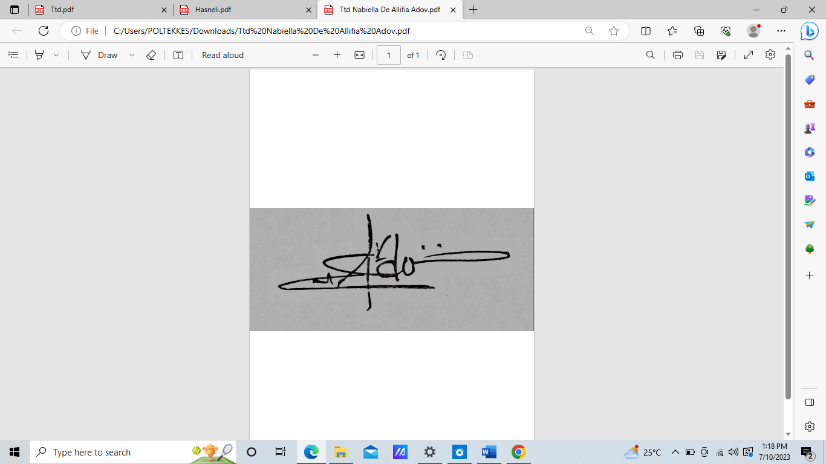 Ttd.pdf
Hasneli.pdf
Ttd Nabiella De Allifia Adov.pdf
File
C:/Users/POLTEKKES/Downloads/Ttd%20Nabiella%20De%20Allifia%20Adov.pdf
Draw
Read aloud
1
of 1
Type here to search
25°C
1:18 PM
7/10/2023
2